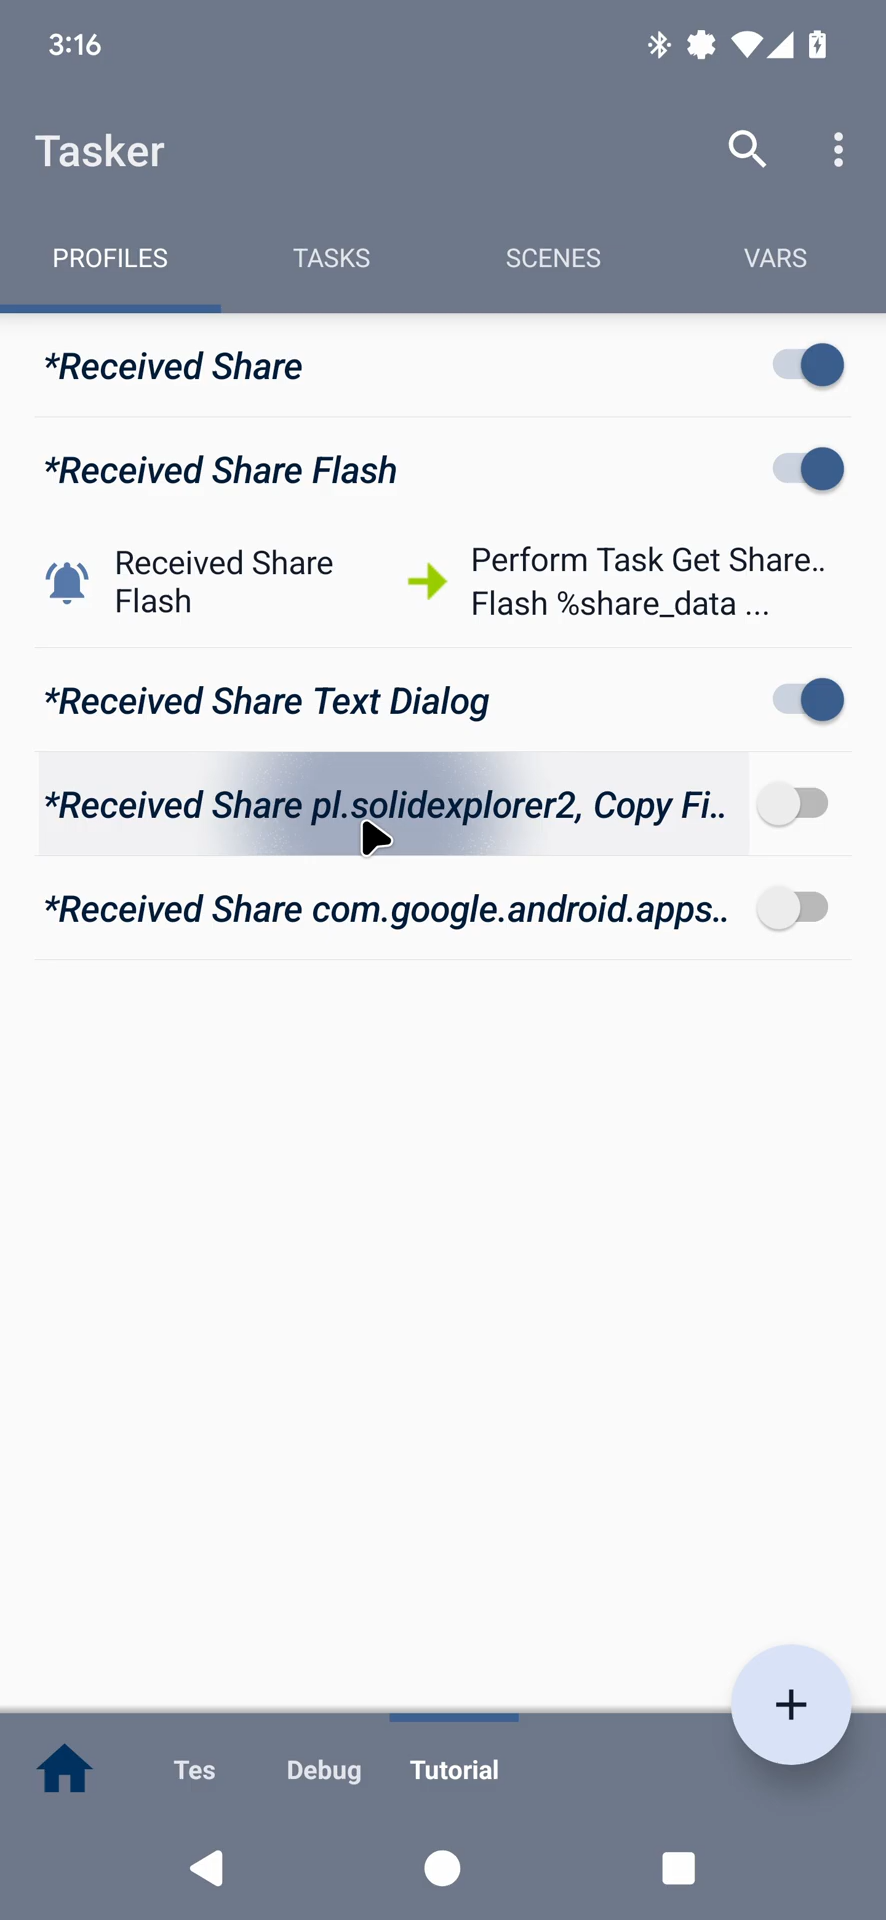 3:16
Tasker
PROFILES
TASKS
SCENES
VARS
*Received Share
*Received Share Flash
Received Share
Flash
Perform Task Get Share..
Flash %share_data ...
*Received Share Text Dialog
*Received Share pl.solidexplorer2, Copy Fi..
*Received Share com.google.android.apps..
+
Tes
Debug
Tutorial